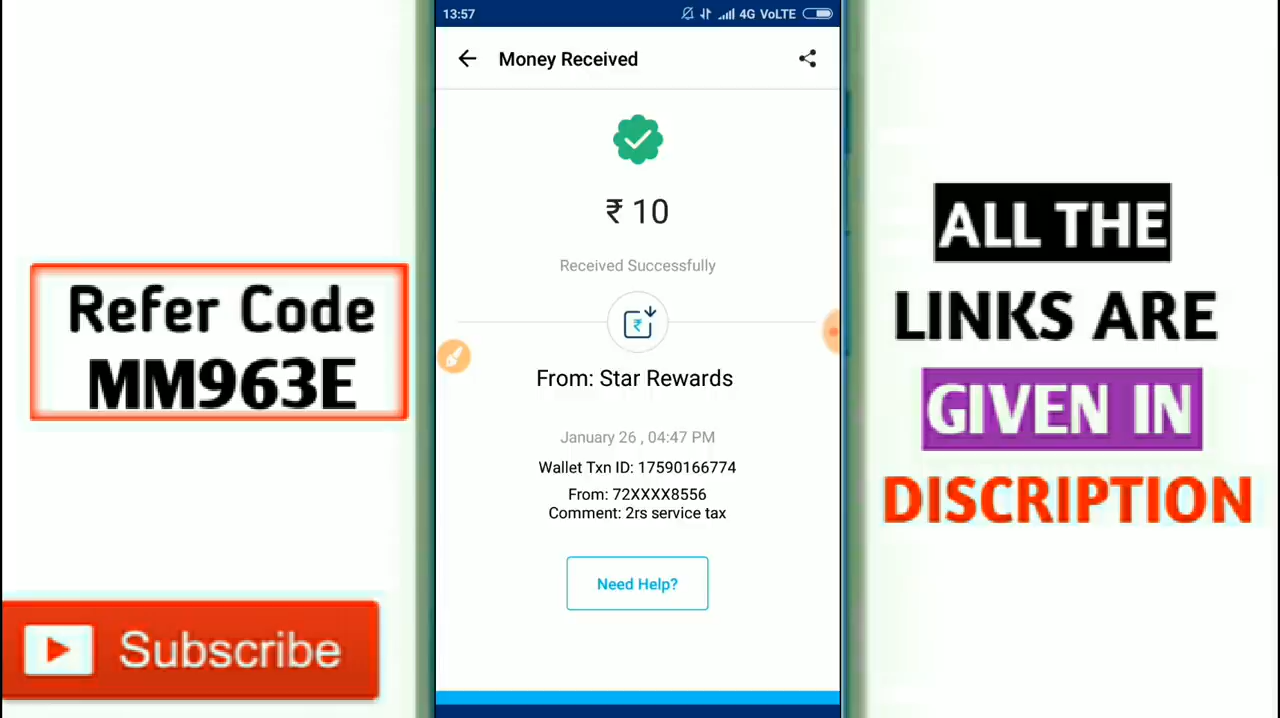 13:57
4G VoLTE
Money Received
₹ 10
Received Successfully
₹
From: Star Rewards
January 26 , 04:47 PM
Wallet Txn ID: 17590166774
From: 72XXXX8556
Comment: 2rs service tax
Need Help?
Refer Code
MM963E
Subscribe
ALL THE
LINKS ARE
GIVEN IN
DISCRIPTION